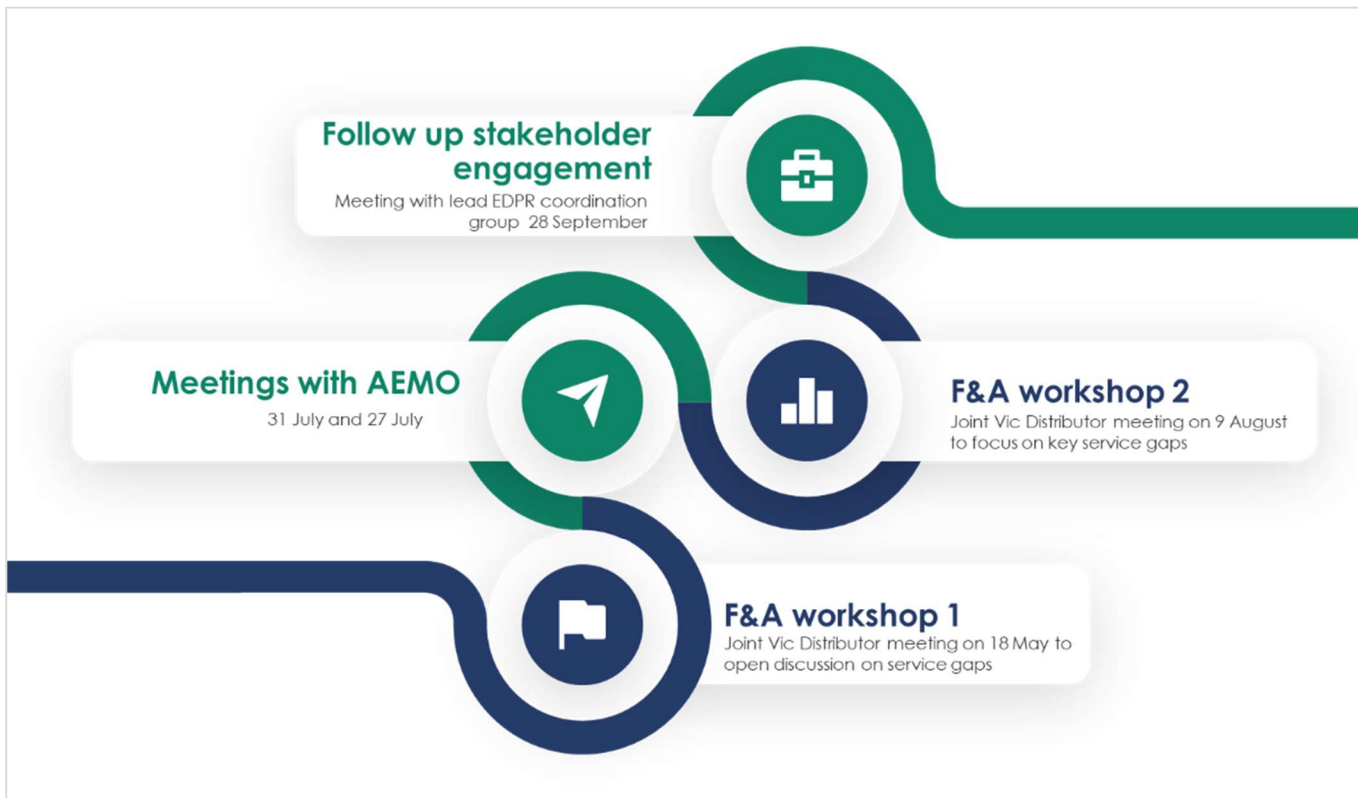 Follow up stakeholder
engagement
Meeting with lead EDPR coordination
group 28 September
Meetings with AEMO
31 July and 27 July
F&A workshop 2
Joint Vic Distributor meeting on 9 August
to focus on key service gaps
F&A workshop 1
Joint Vic Distributor meeting on 18 May to
open discussion on service gaps